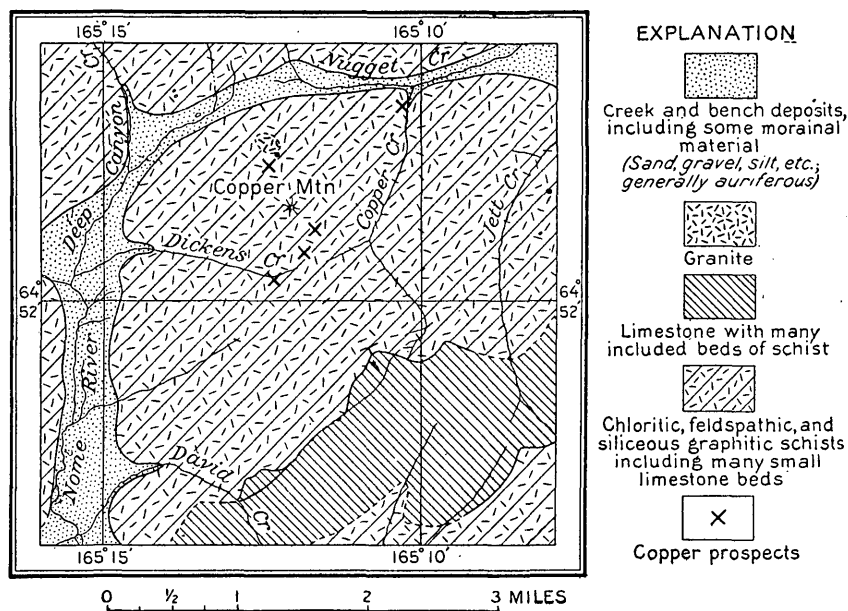 165° 15′
165° 10′
Nugget Cr
Cr
Canyon
Deep
Copper Mtn
Copper Cr
Jett Cr
Dickens Cr
64
52
64
52
River
Nome
David
Cr
165° 15′
165° 10′
0 ½ 1 2 3 MILES
EXPLANATION
Creek and bench deposits,
including some morainal
material
(Sand, gravel, silt, etc.;
generally auriferous)
Granite
Limestone with many
included beds of schist
Chloritic, feldspathic, and
siliceous graphitic schists
including many small
limestone beds
Copper prospects